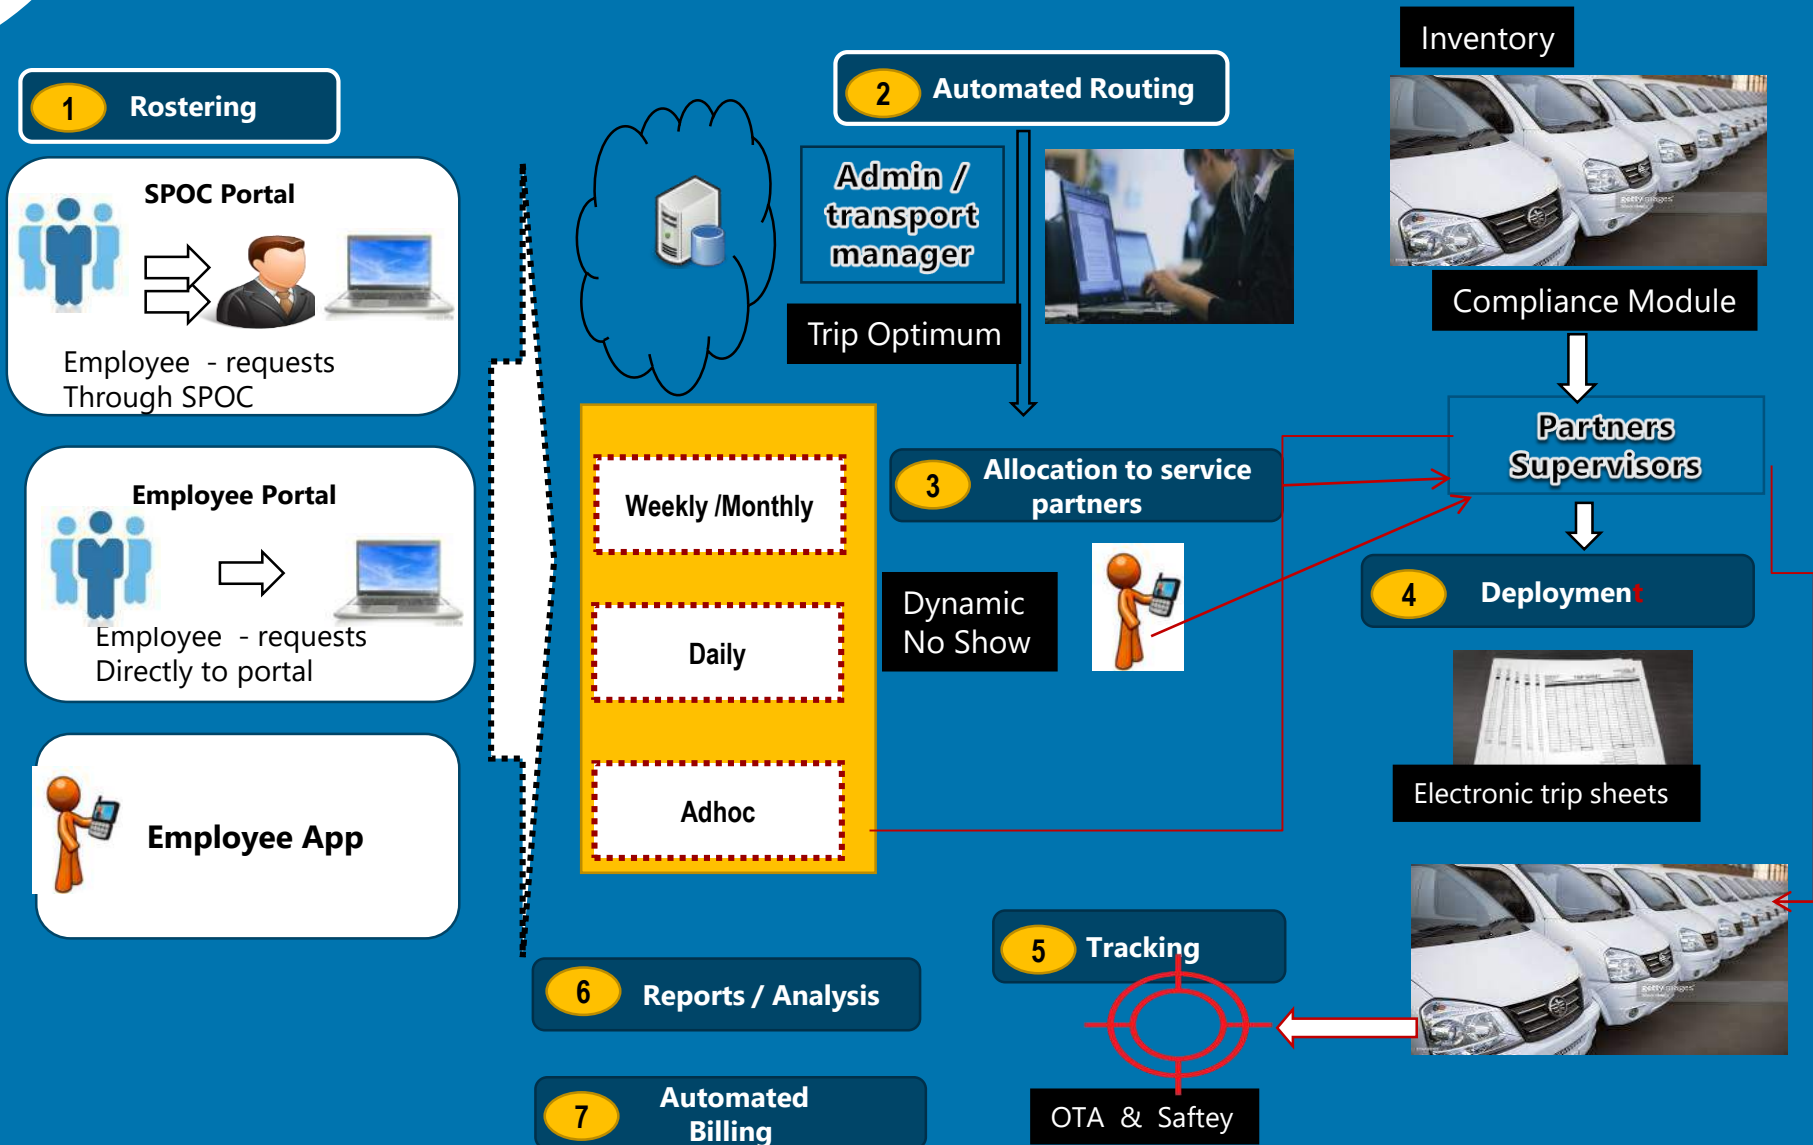 1 Rostering
SPOC Portal
Employee - requests
Through SPOC
Employee Portal
Employee - requests
Directly to portal
Employee App
2 Automated Routing
Admin /
transport
manager
Trip Optimum
Weekly /Monthly
Daily
Adhoc
3 Allocation to service
partners
Dynamic
No Show
Inventory
gettyimages
Compliance Module
Partners
Supervisors
4 Deployment
Electronic trip sheets
gettyimages
5 Tracking
OTA & Saftey
6 Reports / Analysis
7 Automated
Billing